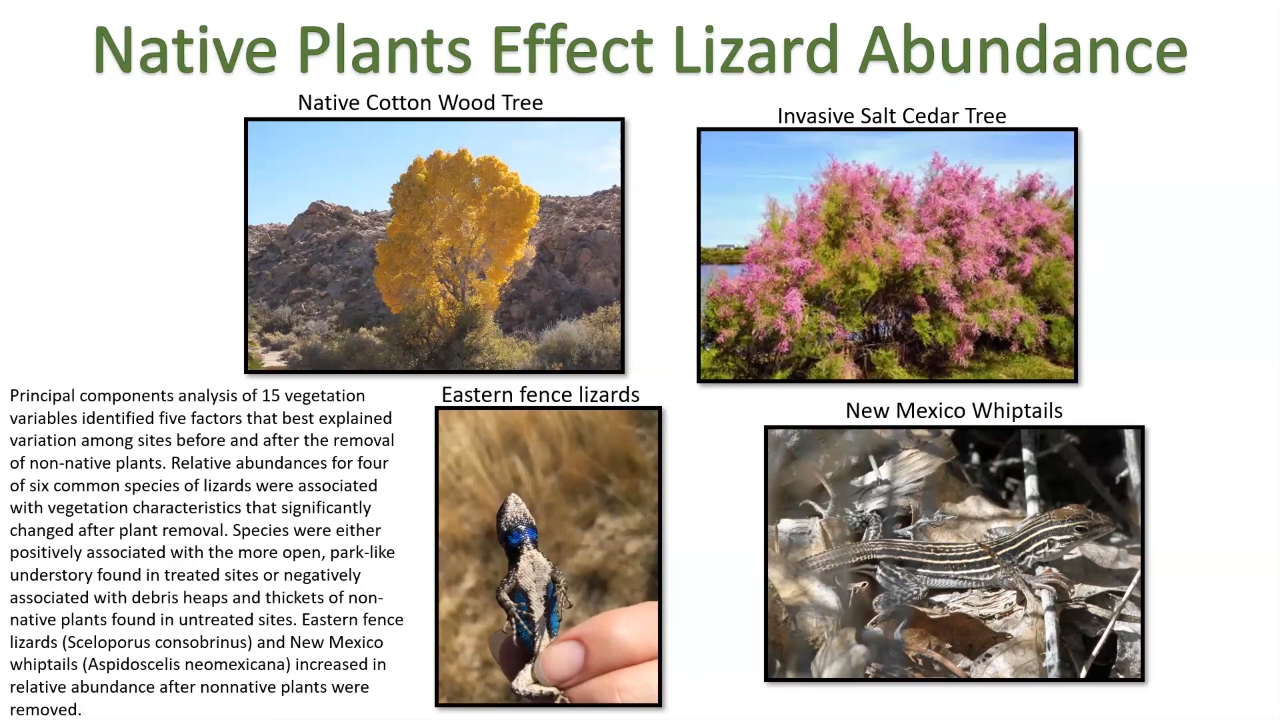 Native Plants Effect Lizard Abundance
Native Cotton Wood Tree
Invasive Salt Cedar Tree
Principal components analysis of 15 vegetation
variables identified five factors that best explained
variation among sites before and after the removal
of non-native plants. Relative abundances for four
of six common species of lizards were associated
with vegetation characteristics that significantly
changed after plant removal. Species were either
positively associated with the more open, park-like
understory found in treated sites or negatively
associated with debris heaps and thickets of non-
native plants found in untreated sites. Eastern fence
lizards (Sceloporus consobrinus) and New Mexico
whiptails (Aspidoscelis neomexicana) increased in
relative abundance after nonnative plants were
removed.
Eastern fence lizards
New Mexico Whiptails